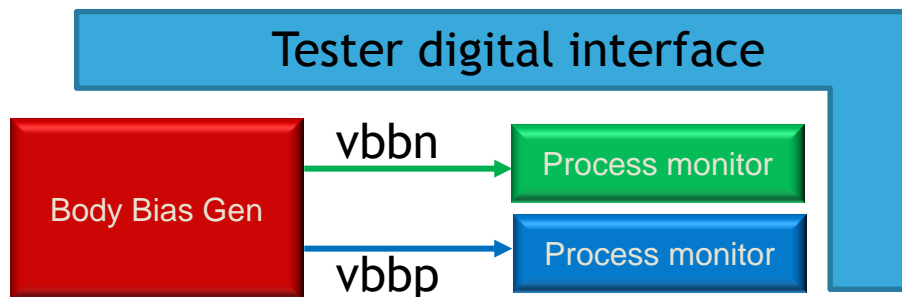 Tester digital interface
vbbn
Process monitor
Body Bias Gen
Process monitor
vbbp